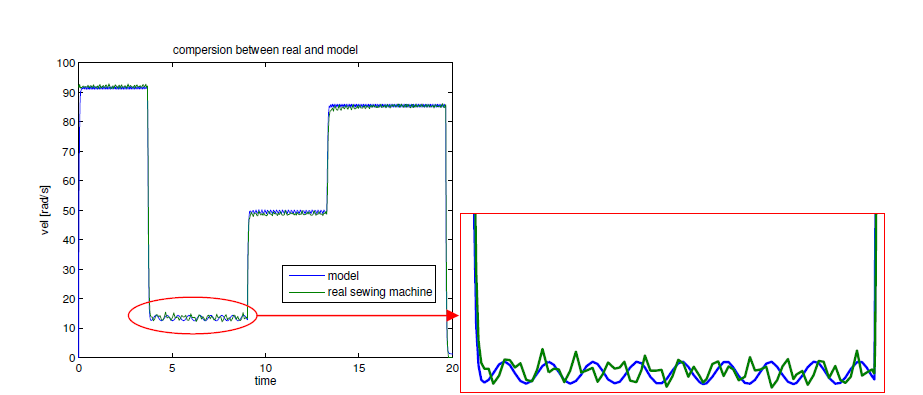 compersion between real and model
100
90
80
70
60
50
40
30
20
10
0
vel [rad/s]
model
real sewing machine
0 5 10 15 20
time